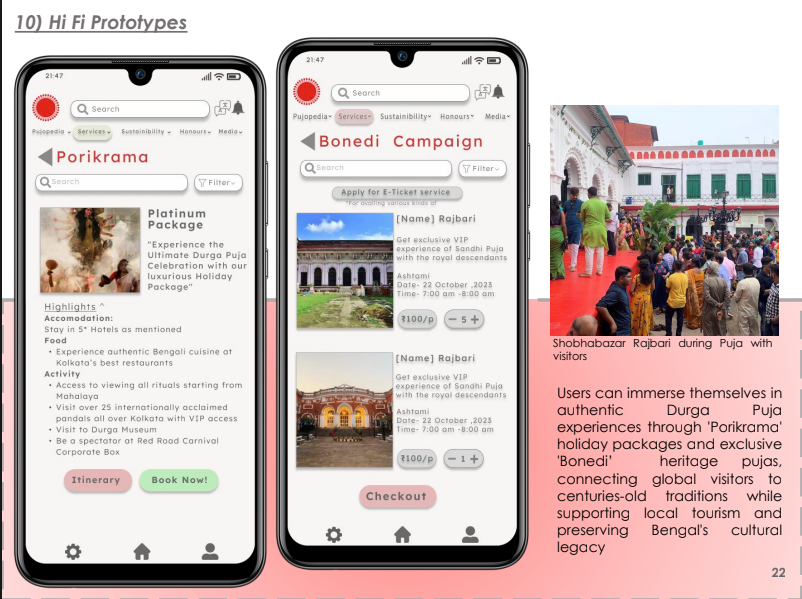 10) Hi Fi Prototypes
21:47
Search
Pujopedia Services Sustainibility Honours Media
Porikrama
Search
Filter
Platinum
Package
"Experience the
Ultimate Durga Puja
Celebration with our
luxurious Holiday
Package"
Highlights ^
Accomodation:
Stay in 5* Hotels as mentioned
Food
• Experience authentic Bengali cuisine at
Kolkata's best restaurants
Activity
• Access to viewing all rituals starting from
Mahalaya
• Visit over 25 internationally acclaimed
pandals all over Kolkata with VIP access
• Visit to Durga Museum
• Be a spectator at Red Road Carnival
Corporate Box
Itinerary Book Now!
21:47
Search
Pujopedia Services Sustainibility Honours Media
Bonedi Campaign
Search
Filter
Apply for E-Ticket service
*For availing various kinds of
[Name] Rajbari
Get exclusive VIP
experience of Sandhi Puja
with the royal descendants
Ashtami
Date- 22 October ,2023
Time- 7:00 am -8:00 am
₹100/p − 5 +
[Name] Rajbari
Get exclusive VIP
experience of Sandhi Puja
with the royal descendants
Ashtami
Date- 22 October ,2023
Time- 7:00 am -8:00 am
₹100/p − 1 +
Checkout
Shobhabazar Rajbari during Puja with
visitors
Users can immerse themselves in
authentic Durga Puja
experiences through 'Porikrama'
holiday packages and exclusive
'Bonedi' heritage pujas,
connecting global visitors to
centuries-old traditions while
supporting local tourism and
preserving Bengal's cultural
legacy
22